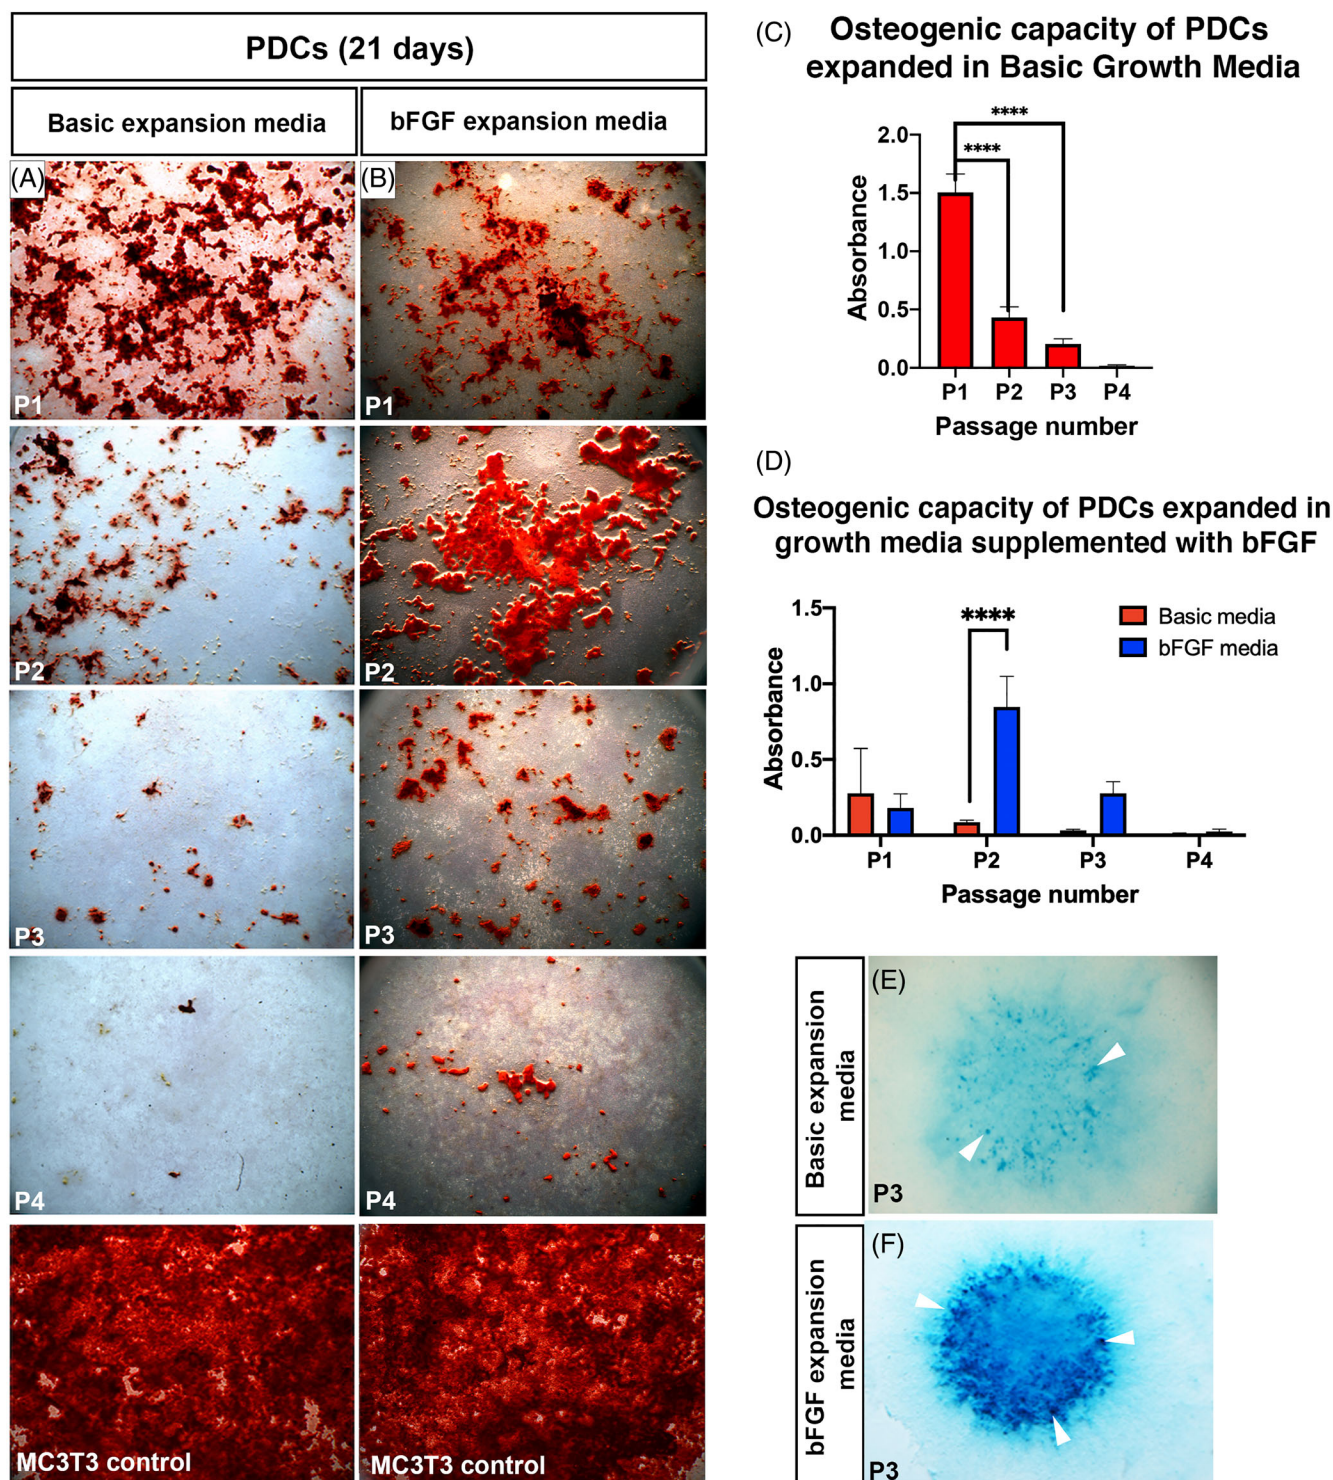 PDCs (21 days)
Basic expansion media
bFGF expansion media
(A)
P1
(B)
P1
P2
P2
P3
P3
P4
P4
MC3T3 control
MC3T3 control
(C)
Osteogenic capacity of PDCs
expanded in Basic Growth Media
****
****
2.0
1.5
1.0
0.5
0.0
Absorbance
P1 P2 P3 P4
Passage number
(D)
Osteogenic capacity of PDCs expanded in
growth media supplemented with bFGF
1.5
1.0
0.5
0.0
Absorbance
****
Basic media
bFGF media
P1 P2 P3 P4
Passage number
Basic expansion
media
(E)
P3
bFGF expansion
media
(F)
P3